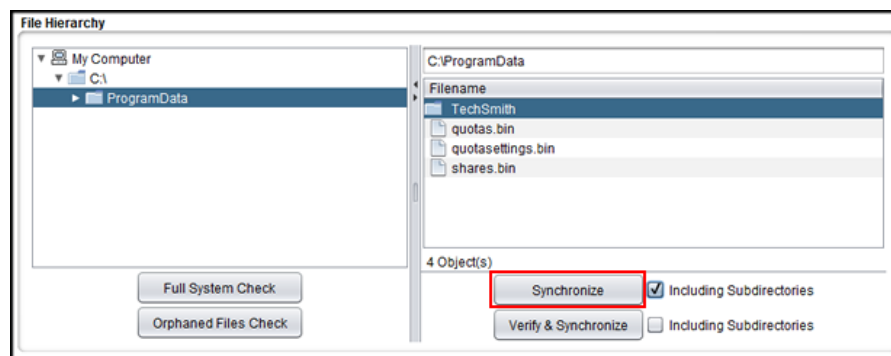 File Hierarchy
My Computer
C:\
ProgramData
Full System Check
Orphaned Files Check
C:\ProgramData
Filename
TechSmith
quotas.bin
quotasettings.bin
shares.bin
4 Object(s)
Synchronize Including Subdirectories
Verify & Synchronize Including Subdirectories